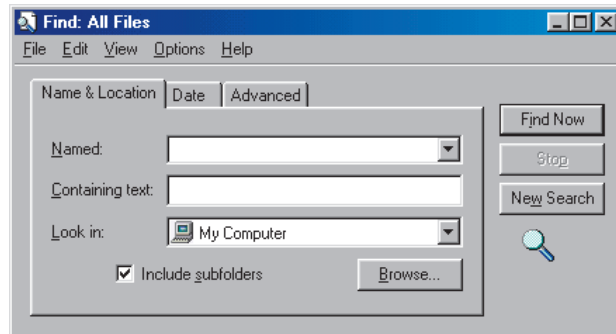 Find: All Files
File Edit View Options Help
Name & Location Date Advanced
Named:
Containing text:
Look in: My Computer
Include subfolders Browse...
Find Now
Stop
New Search